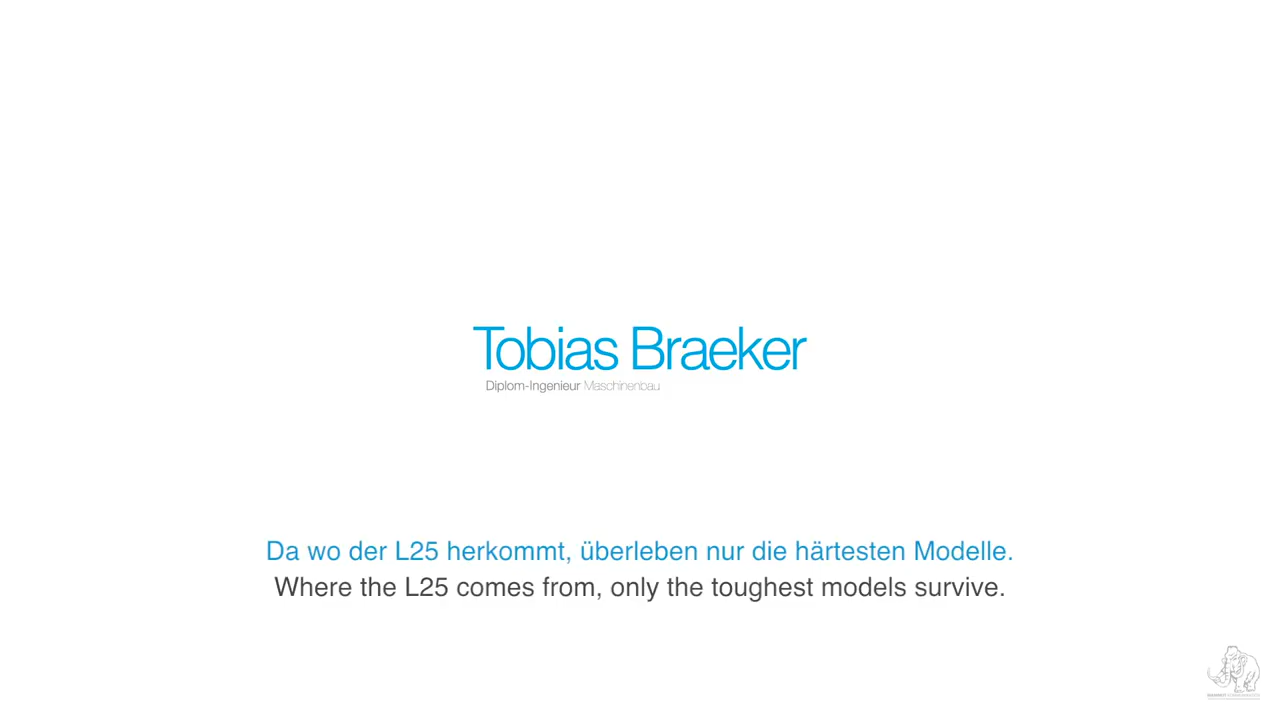 Tobias Braeker
Diplom-Ingenieur Maschinenbau
Da wo der L25 herkommt, überleben nur die härtesten Modelle.
Where the L25 comes from, only the toughest models survive.